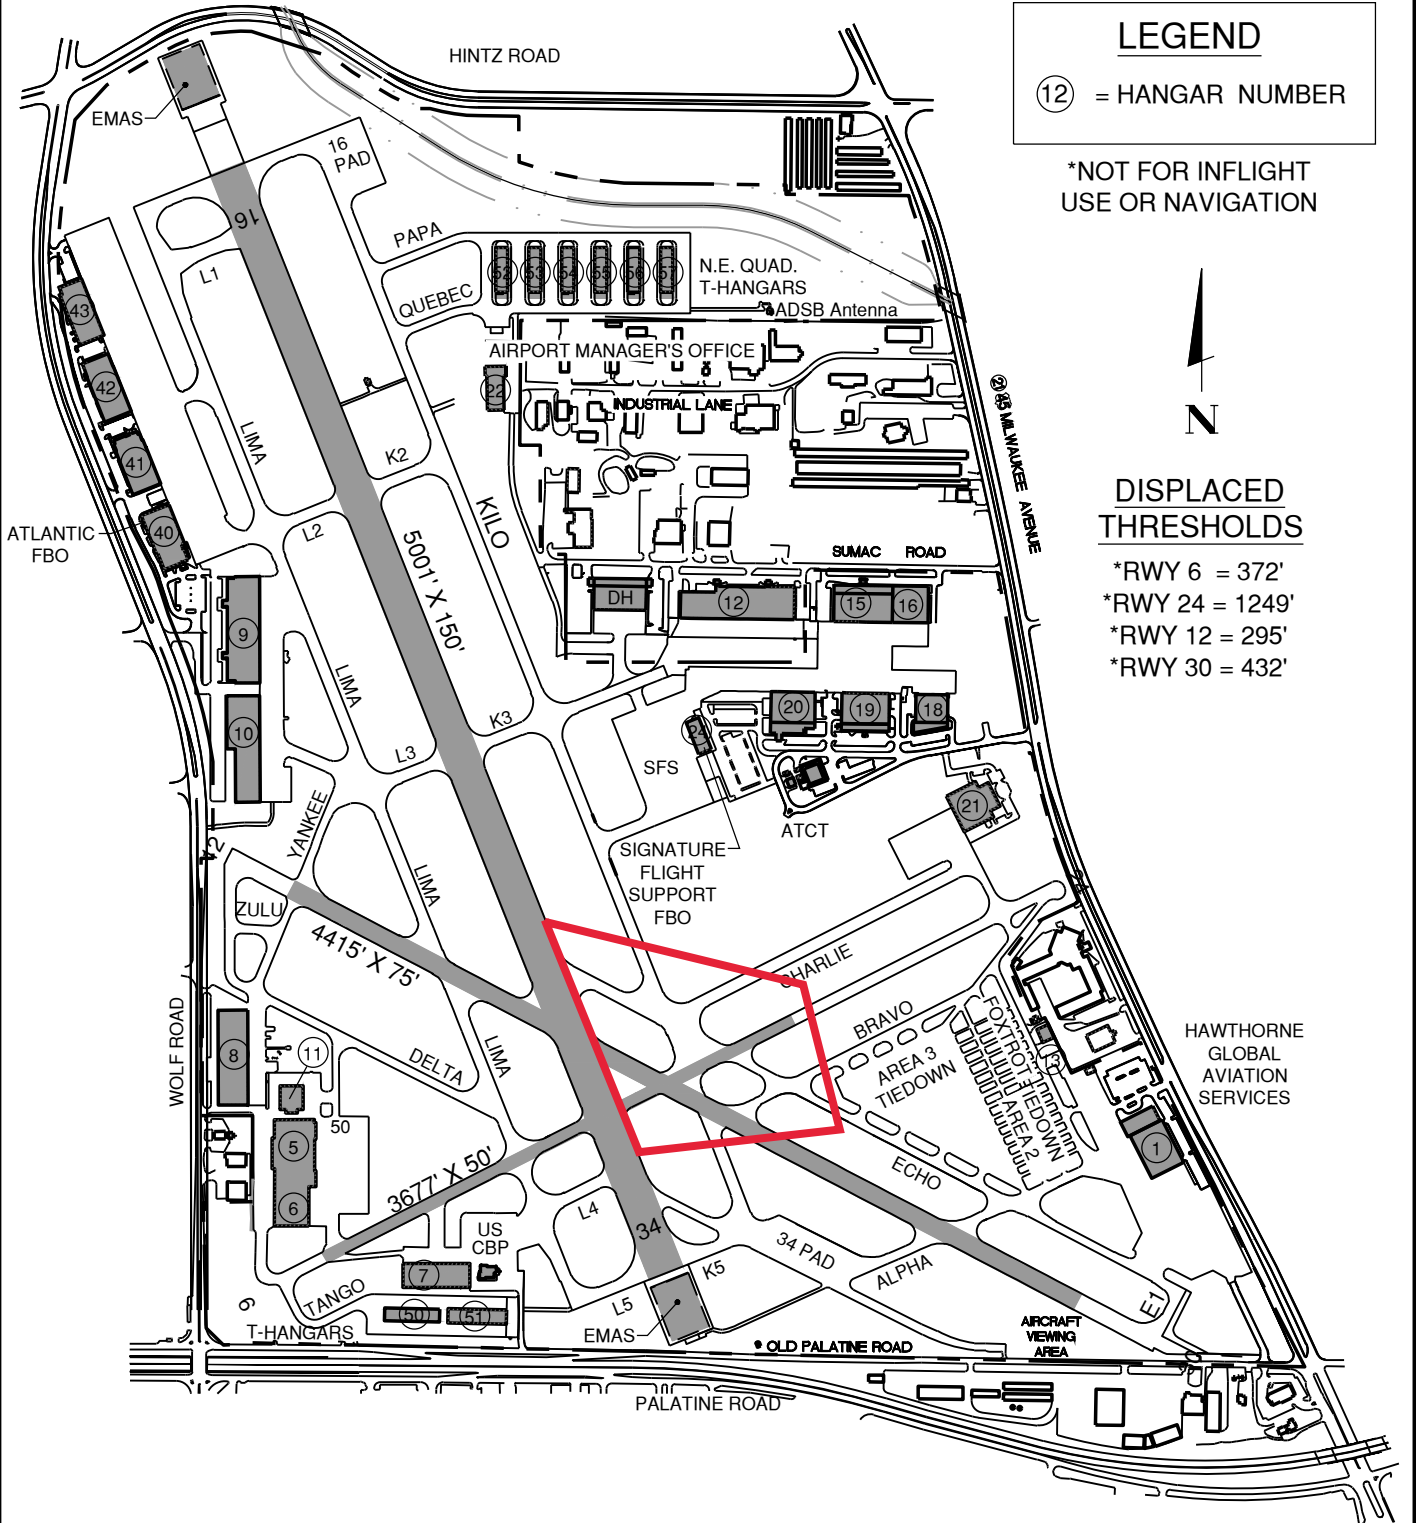 HINTZ ROAD
LEGEND
12 = HANGAR NUMBER
*NOT FOR INFLIGHT
USE OR NAVIGATION
EMAS
16
PAD
16
PAPA
L1
QUEBEC
52 53 54 55 56 57
N.E. QUAD.
T-HANGARS
ADSB Antenna
43
AIRPORT MANAGER'S OFFICE
42
22
INDUSTRIAL LANE
MILWAUKEE AVENUE
N
LIMA
K2
41
KILO
DISPLACED
THRESHOLDS
ATLANTIC
FBO
40
L2
5001' X 150'
SUMAC ROAD
*RWY 6 = 372'
*RWY 24 = 1249'
*RWY 12 = 295'
*RWY 30 = 432'
DH
12
15
16
9
LIMA
10
K3
20
19
18
24
L3
SFS
YANKEE
21
ATCT
12
SIGNATURE
FLIGHT
SUPPORT
FBO
LIMA
24
ZULU
4415' X 75'
CHARLIE
WOLF ROAD
BRAVO
FOXTROT TIEDOWN
AREA 2
8
11
DELTA
LIMA
AREA 3
TIEDOWN
HAWTHORNE
GLOBAL
AVIATION
SERVICES
50
5
1
3677' X 50'
ECHO
6
L4
34
US
CBP
34 PAD
7
K5
ALPHA
TANGO
6
50
51
L5
E1
T-HANGARS
EMAS
AIRCRAFT
VIEWING
AREA
OLD PALATINE ROAD
PALATINE ROAD